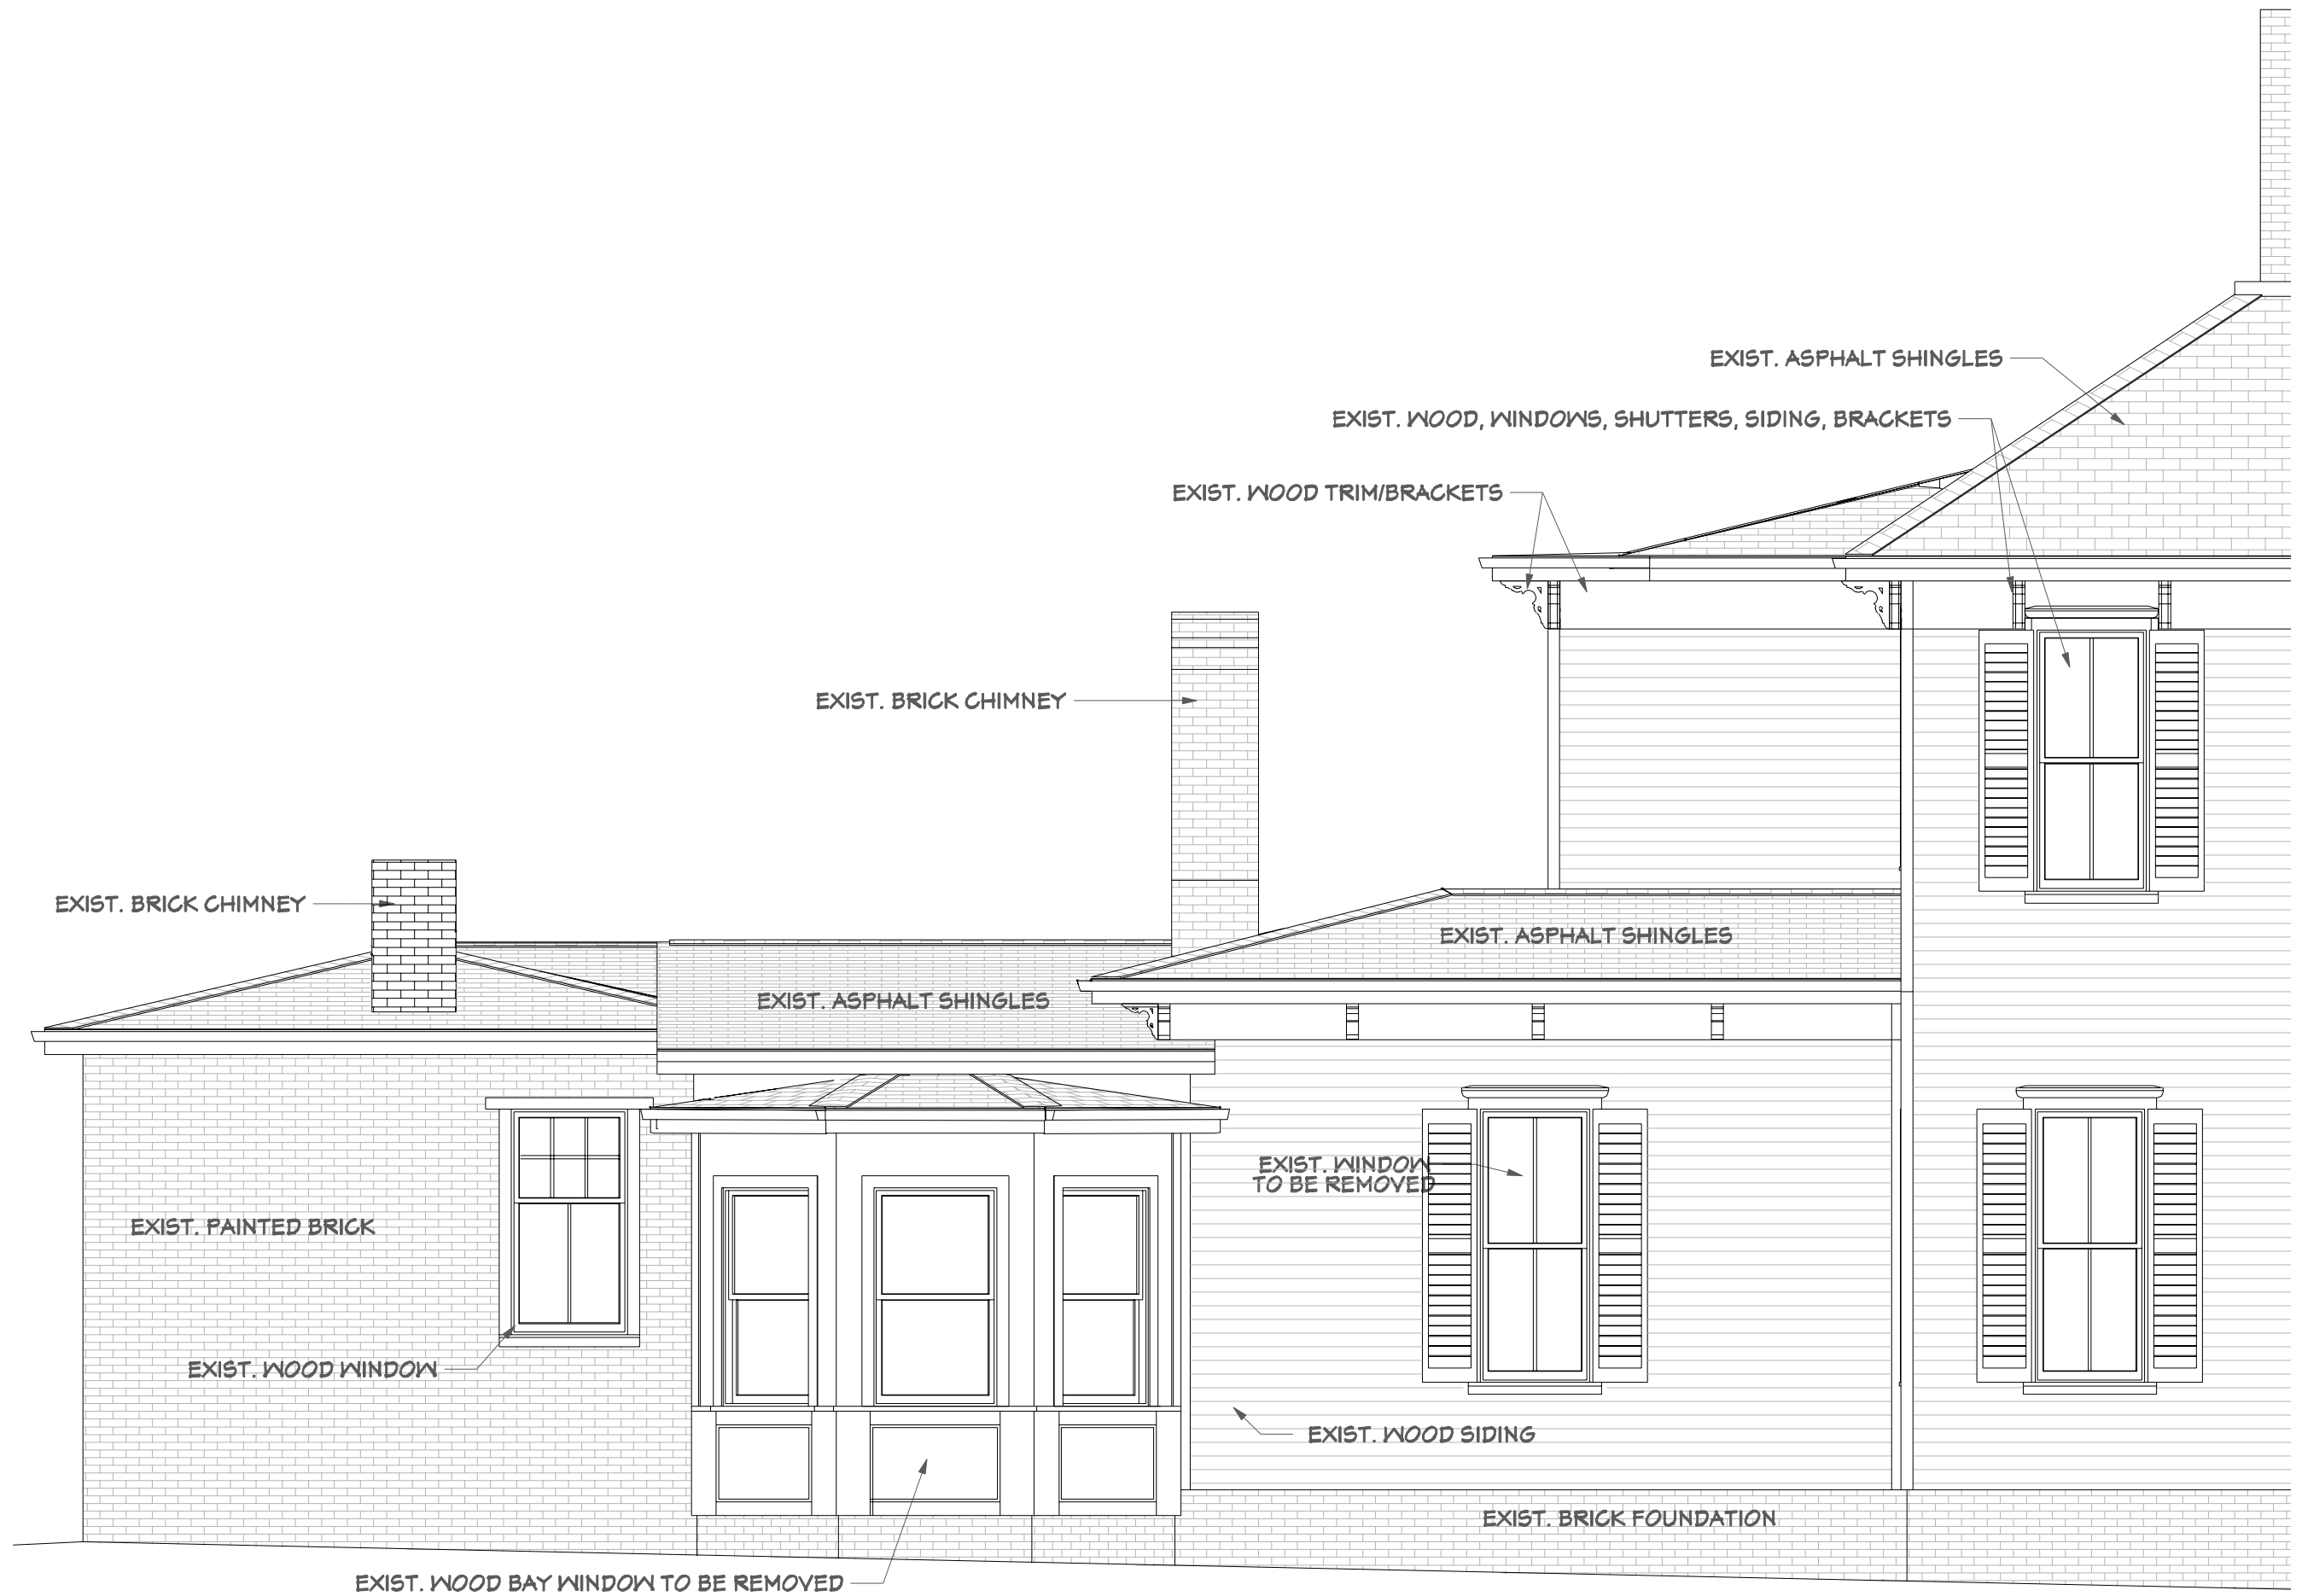 EXIST. ASPHALT SHINGLES
EXIST. WOOD, WINDOWS, SHUTTERS, SIDING, BRACKETS
EXIST. WOOD TRIM/BRACKETS
EXIST. BRICK CHIMNEY
EXIST. BRICK CHIMNEY
EXIST. ASPHALT SHINGLES
EXIST. ASPHALT SHINGLES
EXIST. WINDOW
TO BE REMOVED
EXIST. PAINTED BRICK
EXIST. WOOD WINDOW
EXIST. WOOD SIDING
EXIST. BRICK FOUNDATION
EXIST. WOOD BAY WINDOW TO BE REMOVED